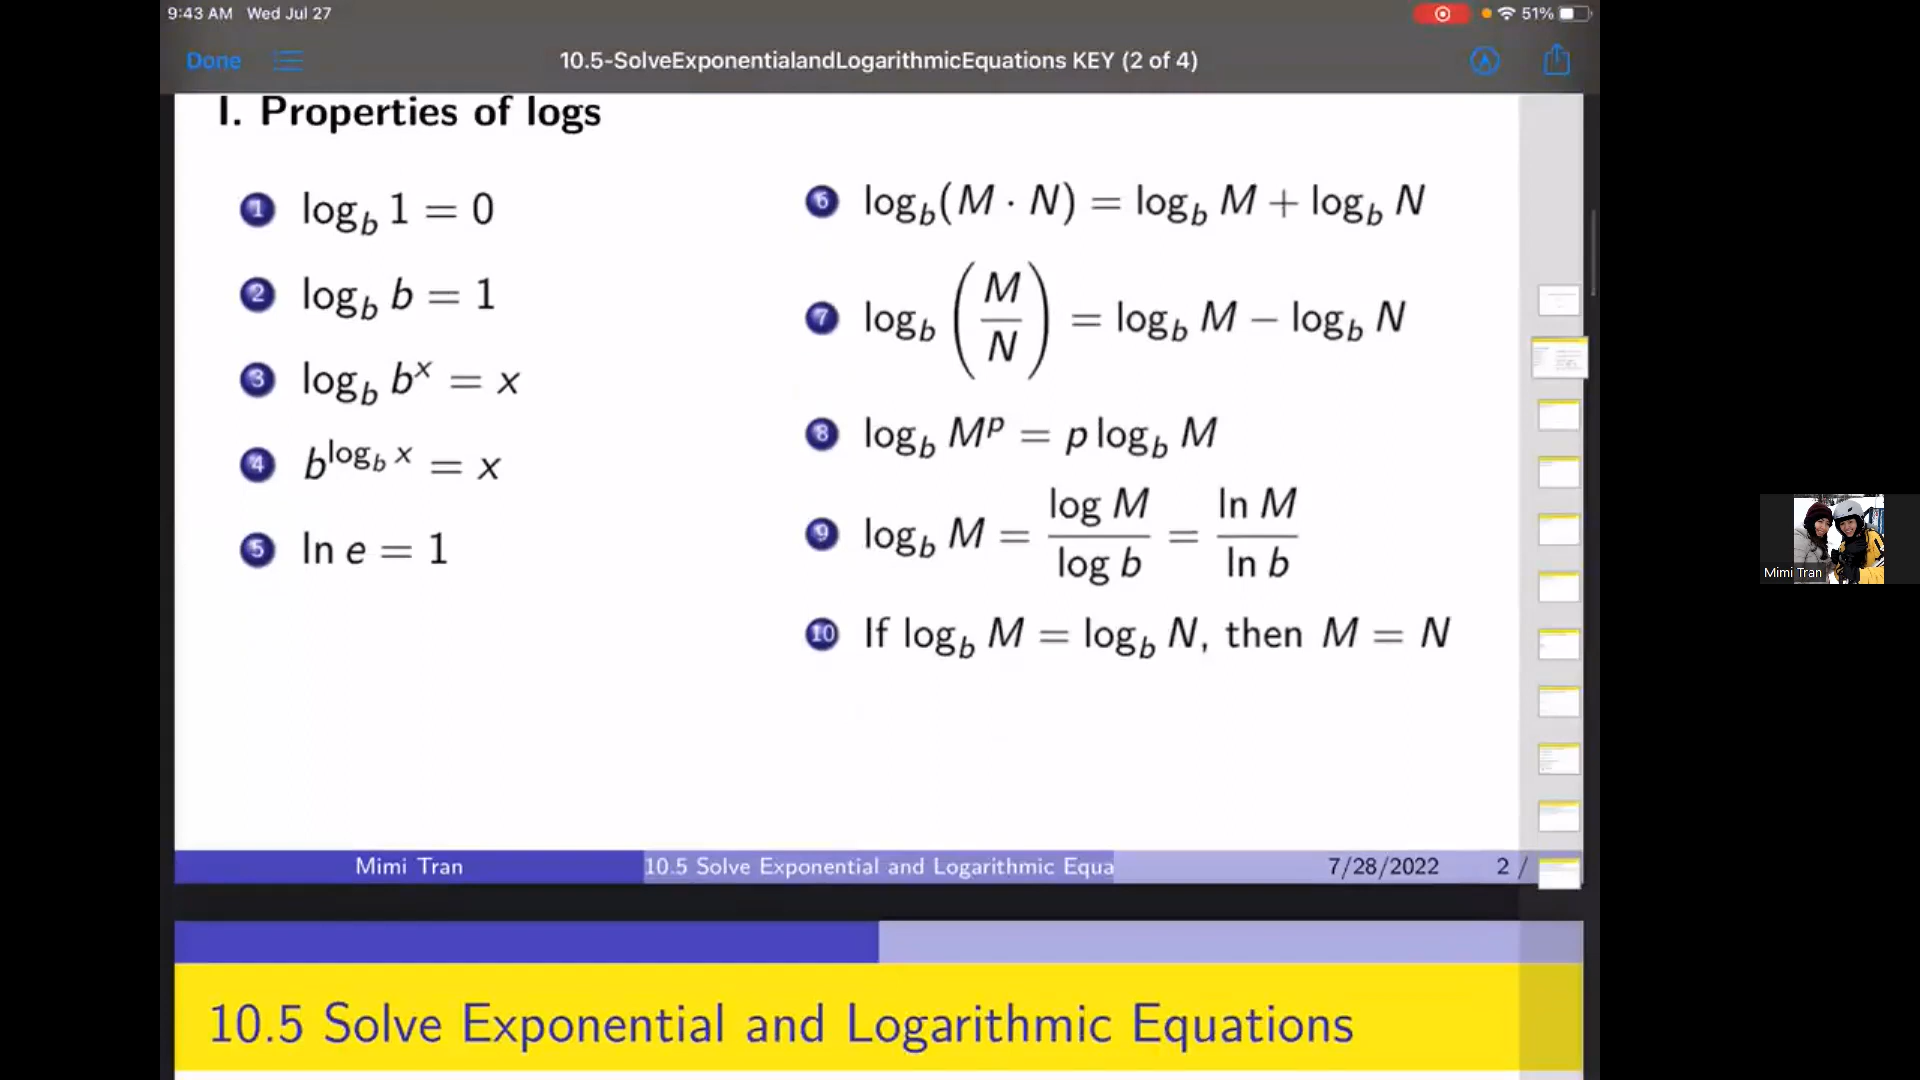 9:43 AM Wed Jul 27
51%
Done
10.5-SolveExponentialandLogarithmicEquations KEY (2 of 4)
I. Properties of logs
1 log_b 1 = 0
2 log_b b = 1
3 log_b b^x = x
4 b^{log_b x} = x
5 ln e = 1
6 log_b(M · N) = log_b M + log_b N
7 log_b (M/N) = log_b M − log_b N
8 log_b M^p = p log_b M
9 log_b M = log M / log b = ln M / ln b
10 If log_b M = log_b N, then M = N
Mimi Tran 10.5 Solve Exponential and Logarithmic Equa 7/28/2022 2 /
10.5 Solve Exponential and Logarithmic Equations
Mimi Tran